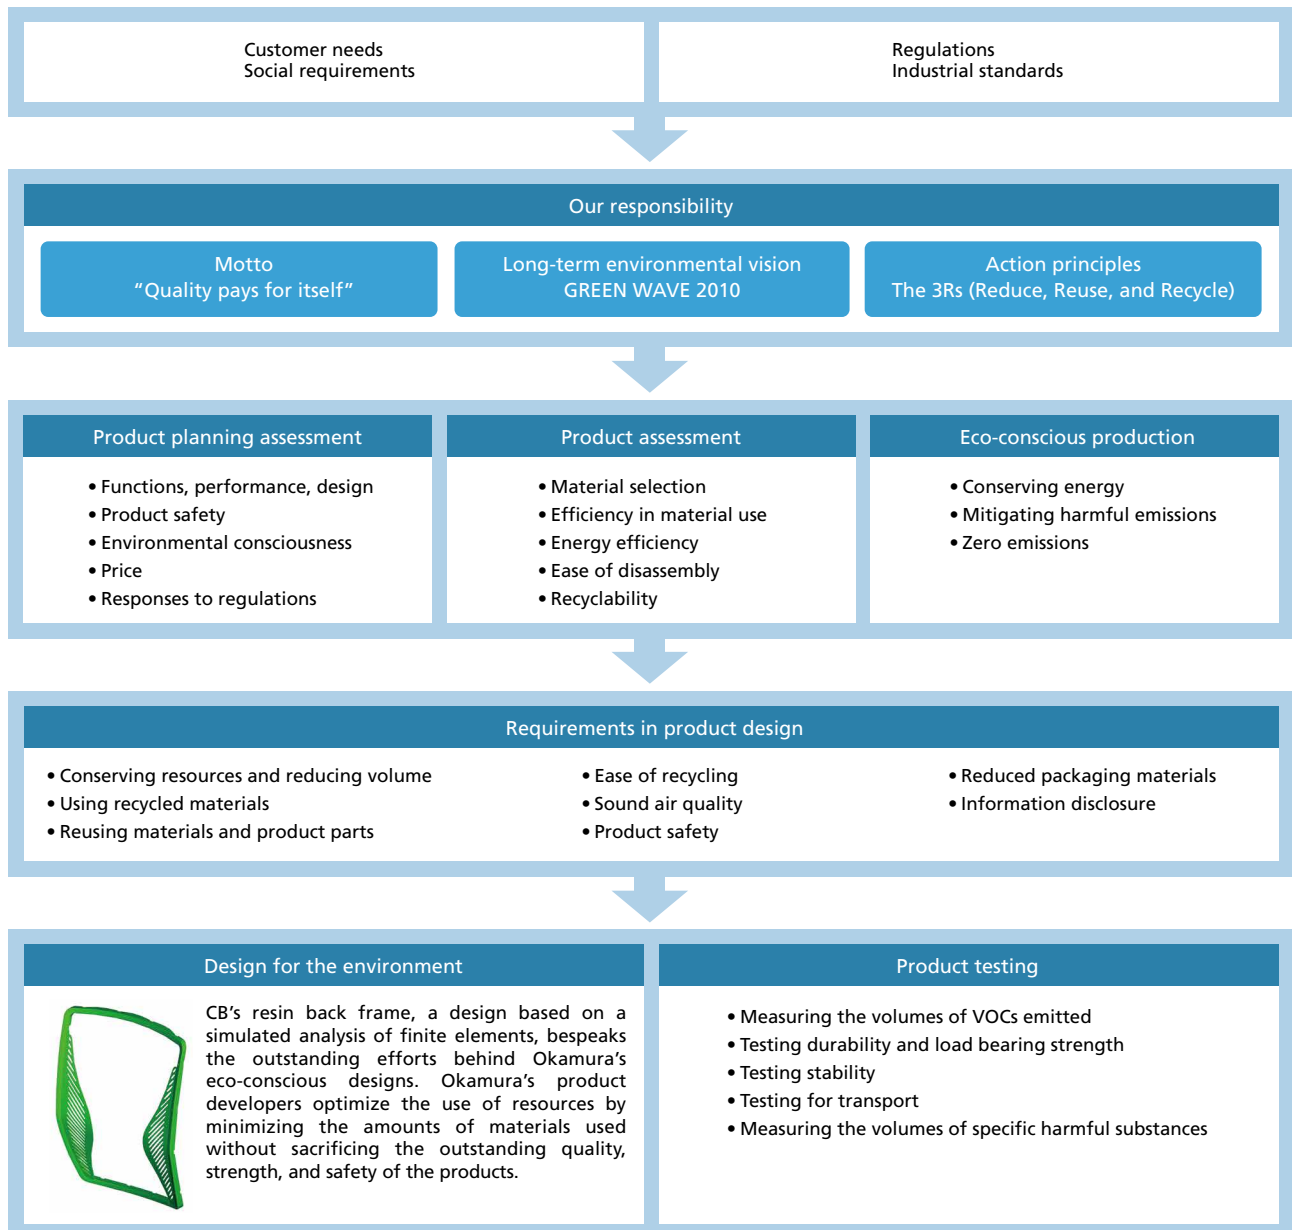 Customer needs
Social requirements
Regulations
Industrial standards
Our responsibility
Motto
“Quality pays for itself”
Long-term environmental vision
GREEN WAVE 2010
Action principles
The 3Rs (Reduce, Reuse, and Recycle)
Product planning assessment
• Functions, performance, design
• Product safety
• Environmental consciousness
• Price
• Responses to regulations
Product assessment
• Material selection
• Efficiency in material use
• Energy efficiency
• Ease of disassembly
• Recyclability
Eco-conscious production
• Conserving energy
• Mitigating harmful emissions
• Zero emissions
Requirements in product design
• Conserving resources and reducing volume
• Using recycled materials
• Reusing materials and product parts
• Ease of recycling
• Sound air quality
• Product safety
• Reduced packaging materials
• Information disclosure
Design for the environment
CB’s resin back frame, a design based on a
simulated analysis of finite elements, bespeaks
the outstanding efforts behind Okamura’s
eco-conscious designs. Okamura’s product
developers optimize the use of resources by
minimizing the amounts of materials used
without sacrificing the outstanding quality,
strength, and safety of the products.
Product testing
• Measuring the volumes of VOCs emitted
• Testing durability and load bearing strength
• Testing stability
• Testing for transport
• Measuring the volumes of specific harmful substances